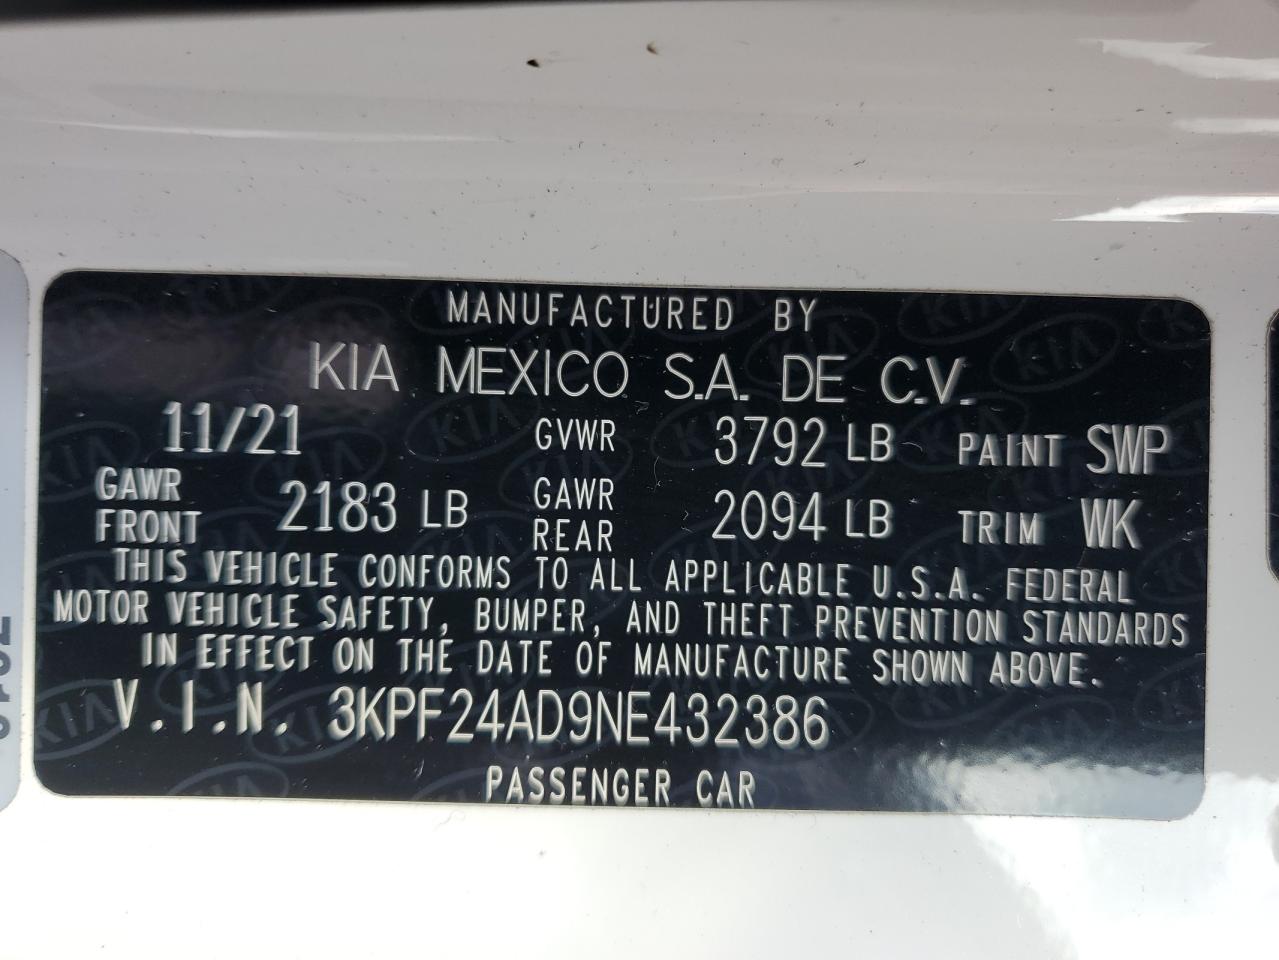 MANUFACTURED BY
KIA MEXICO S.A. DE C.V.
11/21 GVWR 3792 LB PAINT SWP
GAWR FRONT 2183 LB GAWR REAR 2094 LB TRIM WK
THIS VEHICLE CONFORMS TO ALL APPLICABLE U.S.A. FEDERAL
MOTOR VEHICLE SAFETY, BUMPER, AND THEFT PREVENTION STANDARDS
IN EFFECT ON THE DATE OF MANUFACTURE SHOWN ABOVE.
V.I.N. 3KPF24AD9NE432386
PASSENGER CAR